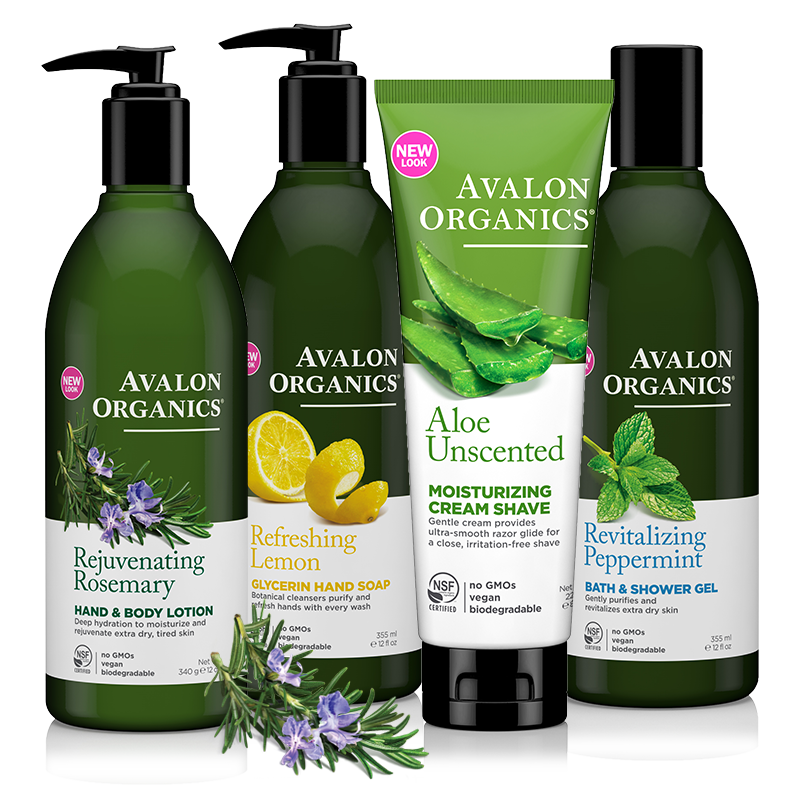 NEW
LOOK
AVALON
ORGANICS®
Rejuvenating
Rosemary
HAND & BODY LOTION
Deep hydration to moisturize and
rejuvenate extra dry, tired skin
NSF
CERTIFIED
no GMOs
vegan
biodegradable
340 g
AVALON
ORGANICS®
Refreshing
Lemon
GLYCERIN HAND SOAP
Botanical cleansers purify and
refresh hands with every wash
no GMOs
vegan
biodegradable
355 ml
℮ 12 fl oz
NEW
LOOK
AVALON
ORGANICS®
Aloe
Unscented
MOISTURIZING
CREAM SHAVE
Gentle cream provides
ultra-smooth razor glide for
a close, irritation-free shave
NSF
CERTIFIED
no GMOs
vegan
biodegradable
AVALON
ORGANICS®
Revitalizing
Peppermint
BATH & SHOWER GEL
Gently purifies and
revitalizes extra dry skin
NSF
CERTIFIED
no GMOs
vegan
biodegradable
355 ml
℮ 12 fl oz